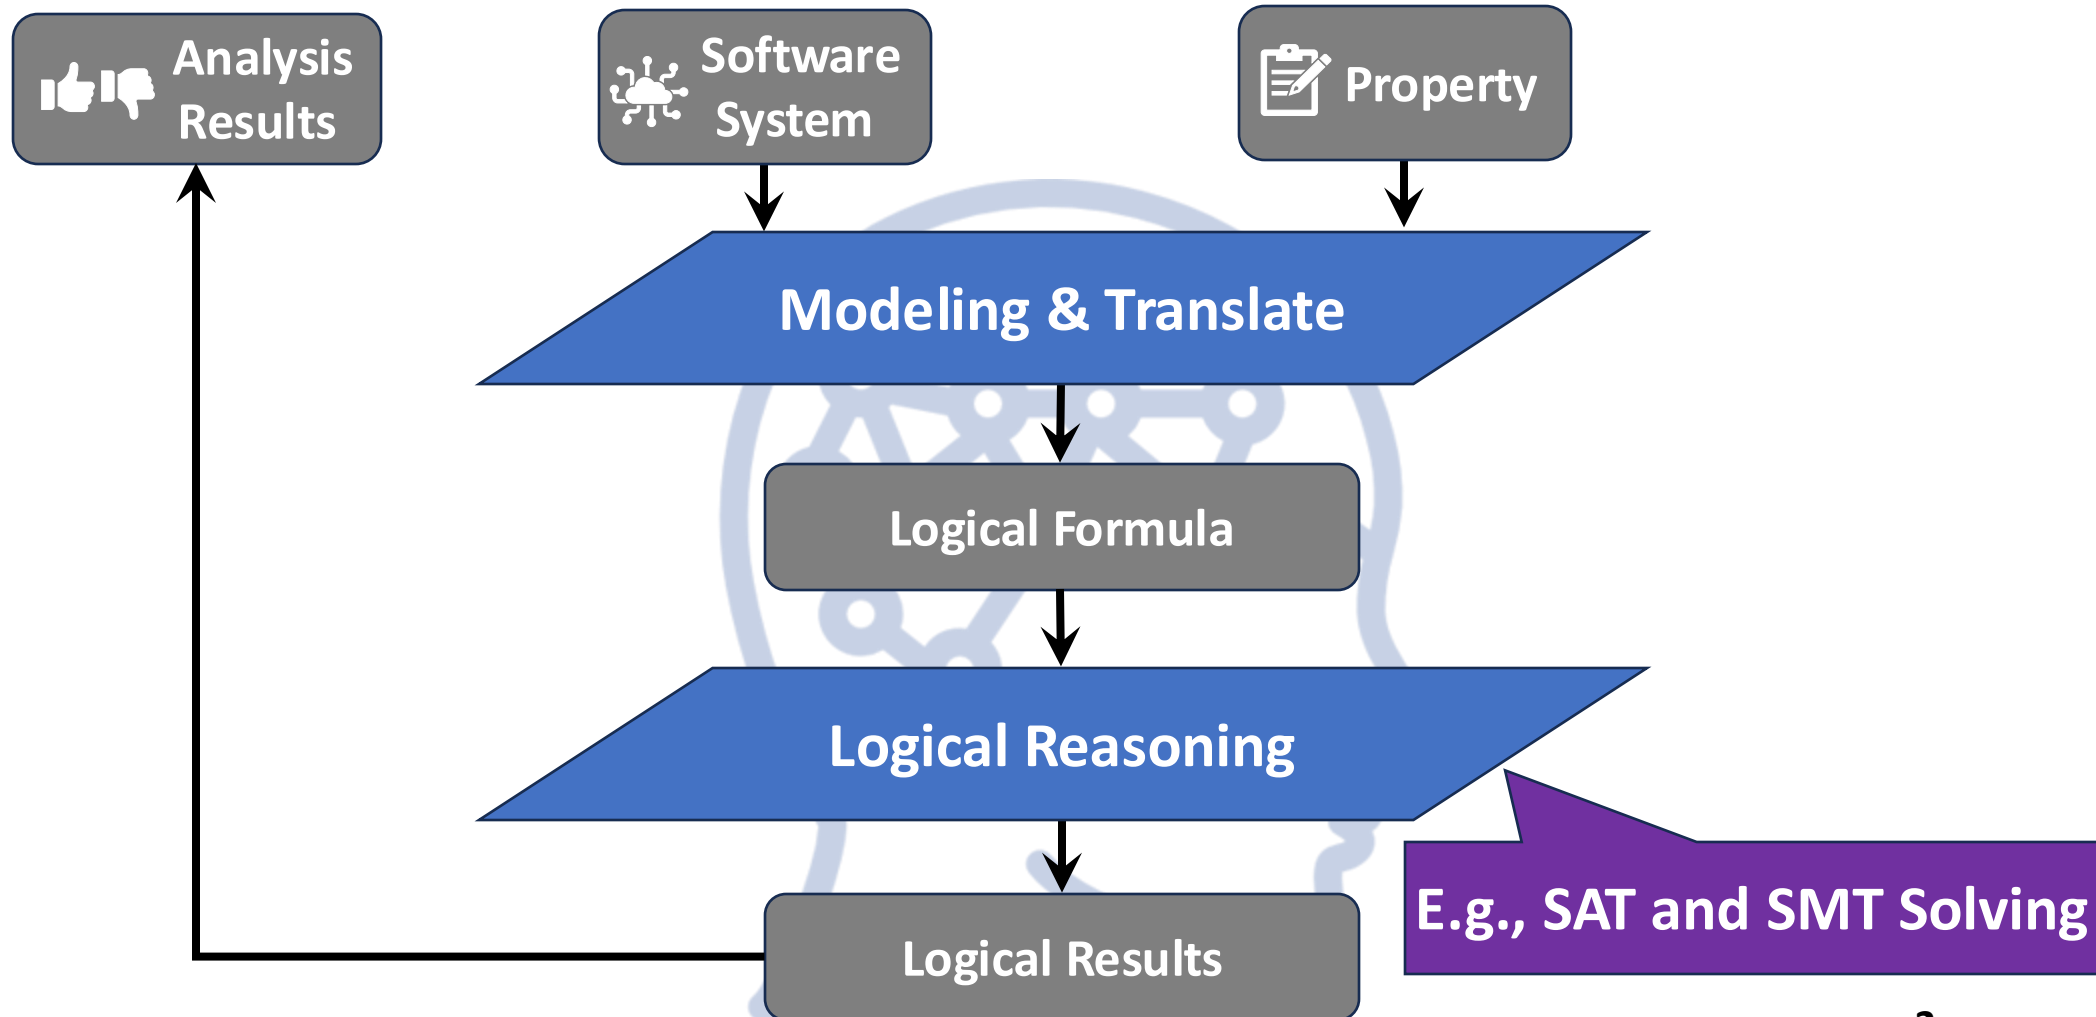 Analysis
Results
Software
System
Property
Modeling & Translate
Logical Formula
Logical Reasoning
E.g., SAT and SMT Solving
Logical Results